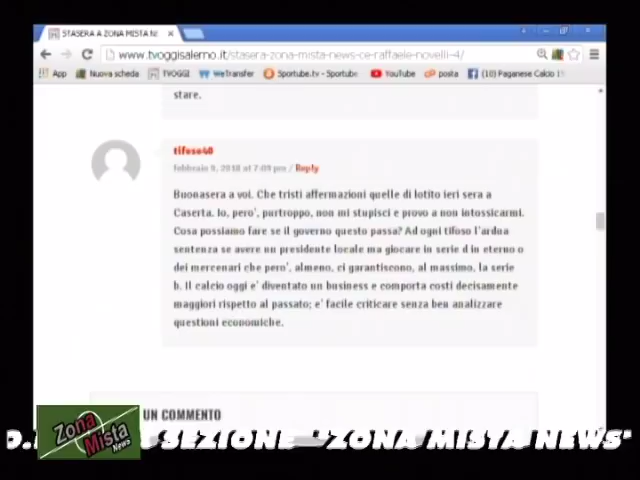 STASERA A ZONA MISTA NE
www.tvoggisalerno.it/stasera-zona-mista-news-ce-raffaele-novelli-4/
App Nuova scheda TVOGGI WeTransfer Sportube.tv - Sportube YouTube posta (10) Paganese Calcio 19
stare.
tifoso40
febbraio 9, 2018 at 7:09 pm / Reply
Buonasera a voi. Che tristi affermazioni quelle di lotito ieri sera a
Caserta. Io, pero', purtroppo, non mi stupisci e provo a non intossicarmi.
Cosa possiamo fare se il governo questo passa? Ad ogni tifoso l'ardua
sentenza se avere un presidente locale ma giocare in serie d in eterno o
dei mercenari che pero', almeno, ci garantiscono, al massimo, la serie
b. Il calcio oggi e' diventato un business e comporta costi decisamente
maggiori rispetto al passato; e' facile criticare senza ben analizzare
questioni economiche.
UN COMMENTO
Zona Mista News
SEZIONE "ZONA MISTA NEWS"